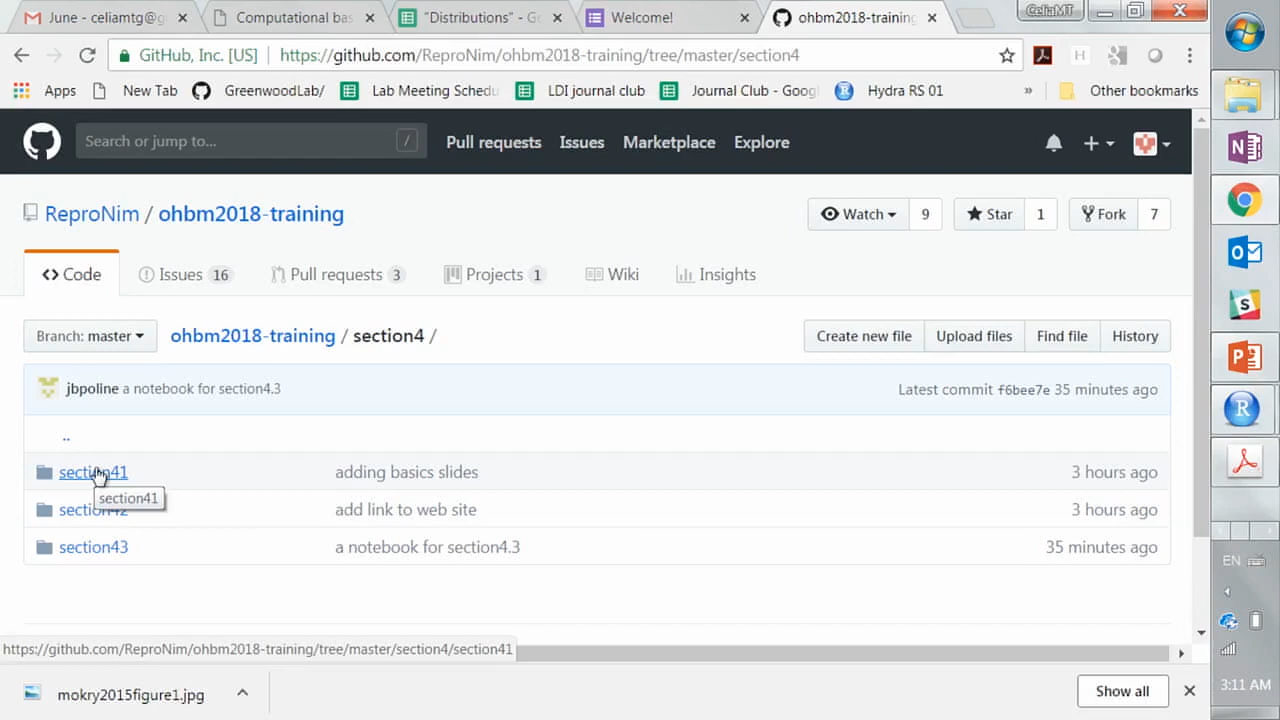 June - celiamtg@g
Computational bas
"Distributions" - Go
Welcome!
ohbm2018-training
CeliaMT
GitHub, Inc. [US]
https://github.com/ReproNim/ohbm2018-training/tree/master/section4
Apps
New Tab
GreenwoodLab/
Lab Meeting Schedu
LDI journal club
Journal Club - Googl
Hydra RS 01
»
Other bookmarks
Search or jump to...
/
Pull requests
Issues
Marketplace
Explore
ReproNim / ohbm2018-training
Watch 9
Star 1
Fork 7
<> Code
Issues 16
Pull requests 3
Projects 1
Wiki
Insights
Branch: master
ohbm2018-training / section4 /
Create new file
Upload files
Find file
History
jbpoline a notebook for section4.3
Latest commit f6bee7e 35 minutes ago
..
section41
adding basics slides
3 hours ago
section41
section42
add link to web site
3 hours ago
section43
a notebook for section4.3
35 minutes ago
https://github.com/ReproNim/ohbm2018-training/tree/master/section4/section41
mokry2015figure1.jpg
Show all
EN
3:11 AM